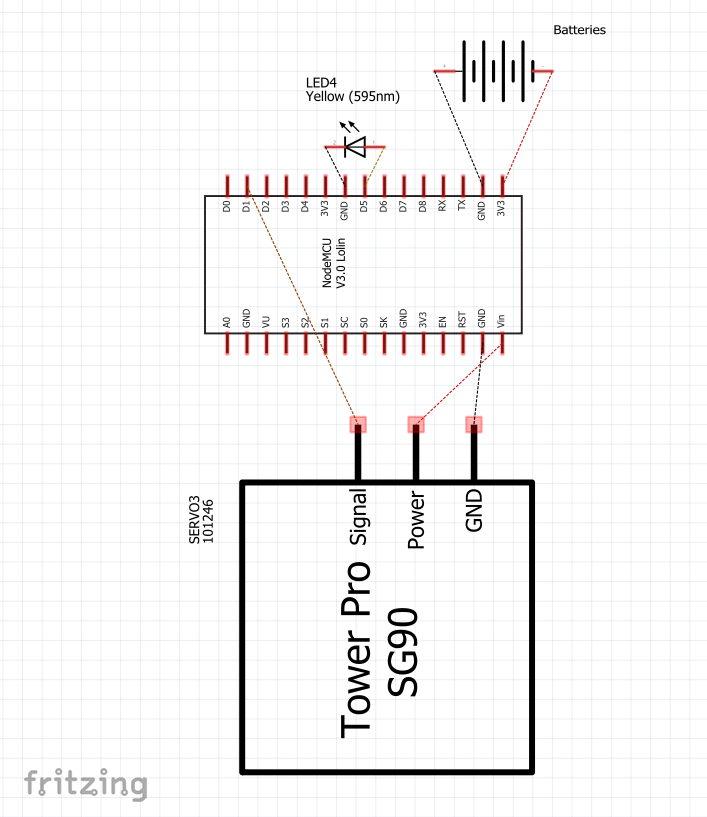 Batteries
LED4
Yellow (595nm)
D0
D1
D2
D3
D4
3V3
GND
D5
D6
D7
D8
RX
TX
GND
3V3
NodeMCU
V3.0 Lolin
A0
GND
VU
S3
S2
S1
SC
S0
SK
GND
3V3
EN
RST
GND
Vin
SERVO3
101246
Signal
Power
GND
Tower Pro
SG90
fritzing